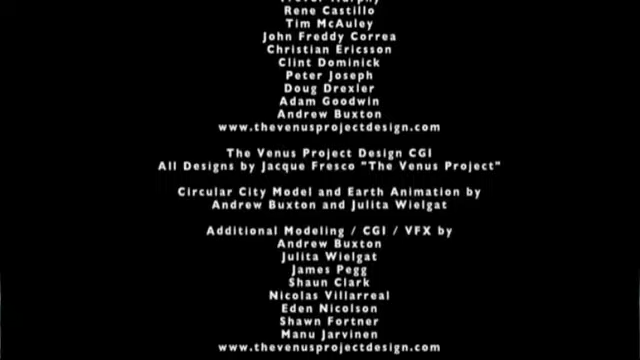 Rene Castillo
Tim McAuley
John Freddy Correa
Christian Ericsson
Clint Dominick
Peter Joseph
Doug Drexler
Adam Goodwin
Andrew Buxton
www.thevenusprojectdesign.com
The Venus Project Design CGI
All Designs by Jacque Fresco "The Venus Project"
Circular City Model and Earth Animation by
Andrew Buxton and Julita Wielgat
Additional Modeling / CGI / VFX by
Andrew Buxton
Julita Wielgat
James Pegg
Shaun Clark
Nicolas Villarreal
Eden Nicolson
Shawn Fortner
Manu Jarvinen
www.thevenusprojectdesign.com